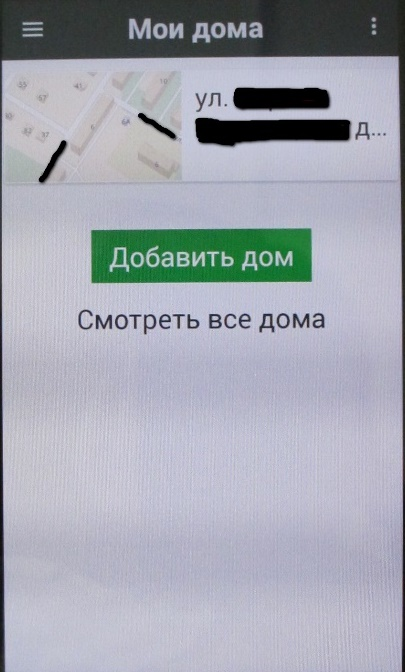 Мои дома
ул.
д...
Добавить дом
Смотреть все дома